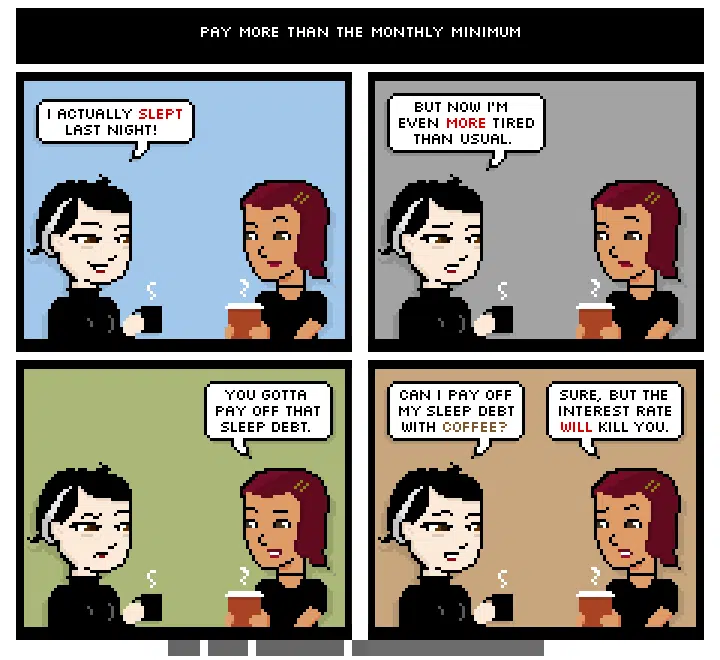 PAY MORE THAN THE MONTHLY MINIMUM
I ACTUALLY SLEPT
LAST NIGHT!
BUT NOW I'M
EVEN MORE TIRED
THAN USUAL.
YOU GOTTA
PAY OFF THAT
SLEEP DEBT.
CAN I PAY OFF
MY SLEEP DEBT
WITH COFFEE?
SURE, BUT THE
INTEREST RATE
WILL KILL YOU.